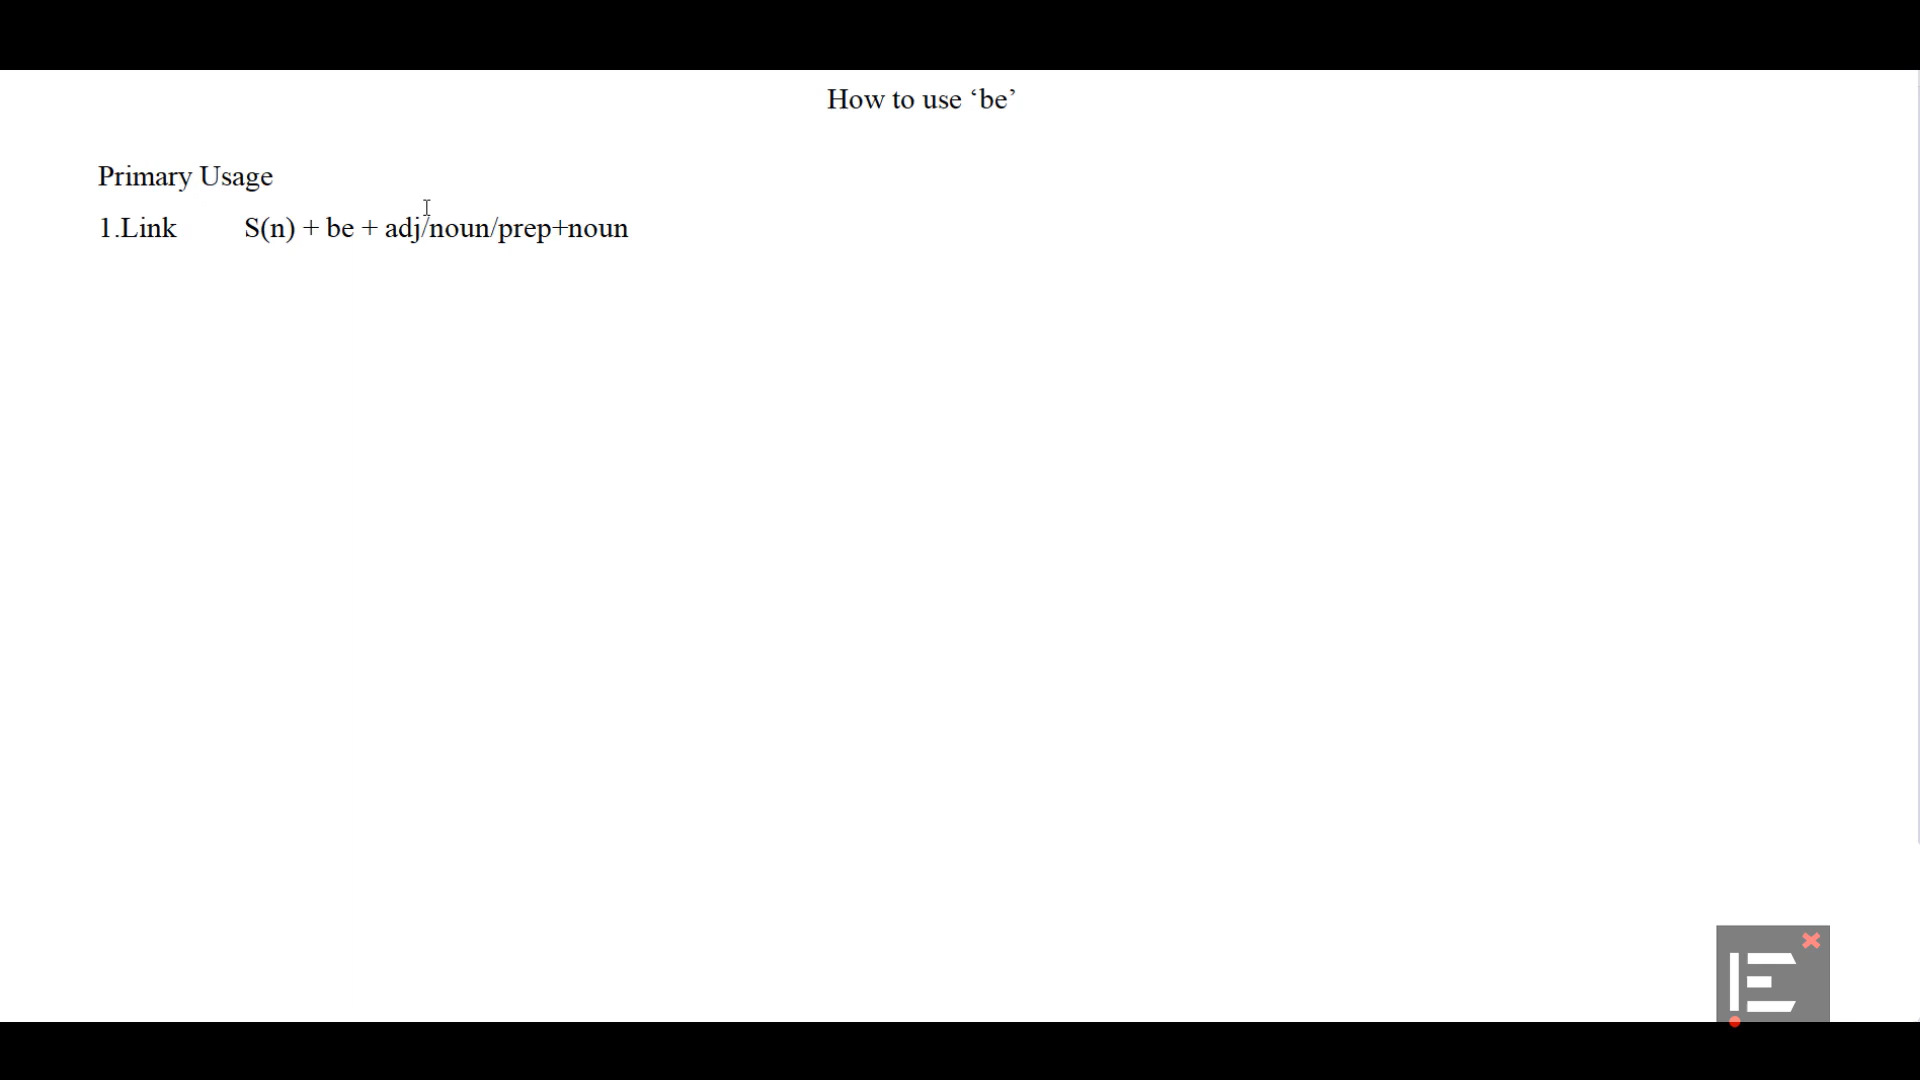 How to use ‘be’
Primary Usage
1.Link S(n) + be + adj/noun/prep+noun